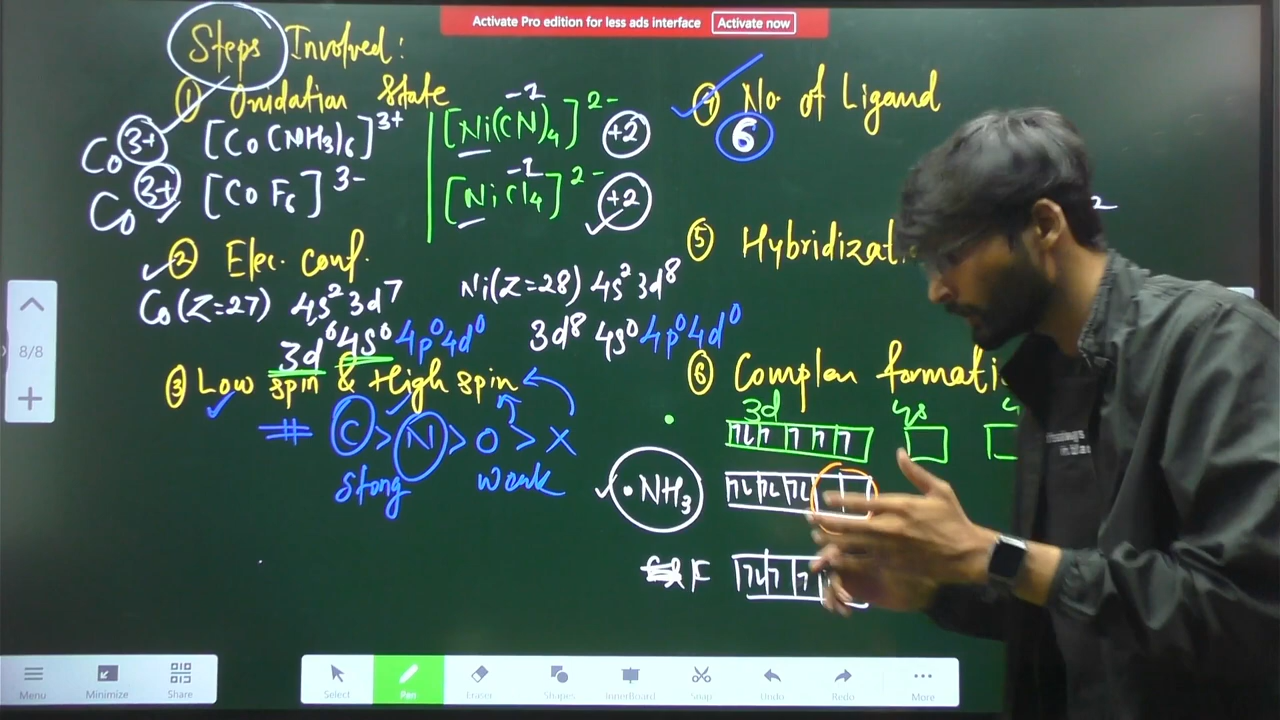 Activate Pro edition for less ads interface Activate now
Steps Involved:
① Oxidation State
Co 3+ [Co(NH3)6]3+
Co 3+ [CoF6]3-
[Ni(CN)4]2- +2
[NiCl4]2- +2
② Elec. conf.
Co(Z=27) 4s2 3d7
3d6 4s0 4p0 4d0
Ni(Z=28) 4s2 3d8
3d8 4s0 4p0 4d0
③ Low spin & High spin
# C > N > O > X
Stong weak
④ No. of Ligand
6
⑤ Hybridizat
⑥ Complex formati
3d 4s 4
• NH3
F
8/8
Menu Minimize Share
Select Pen Eraser Shapes InnerBoard Snap Undo Redo More